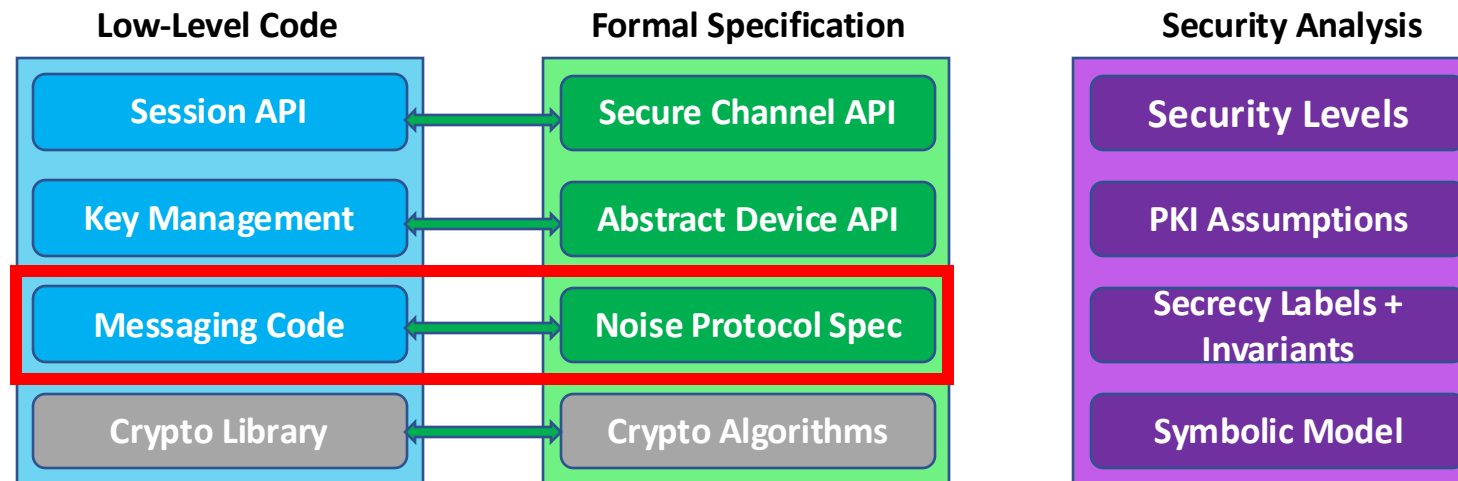 Low-Level Code
Formal Specification
Security Analysis
Session API
Secure Channel API
Security Levels
Key Management
Abstract Device API
PKI Assumptions
Messaging Code
Noise Protocol Spec
Secrecy Labels +
Invariants
Crypto Library
Crypto Algorithms
Symbolic Model